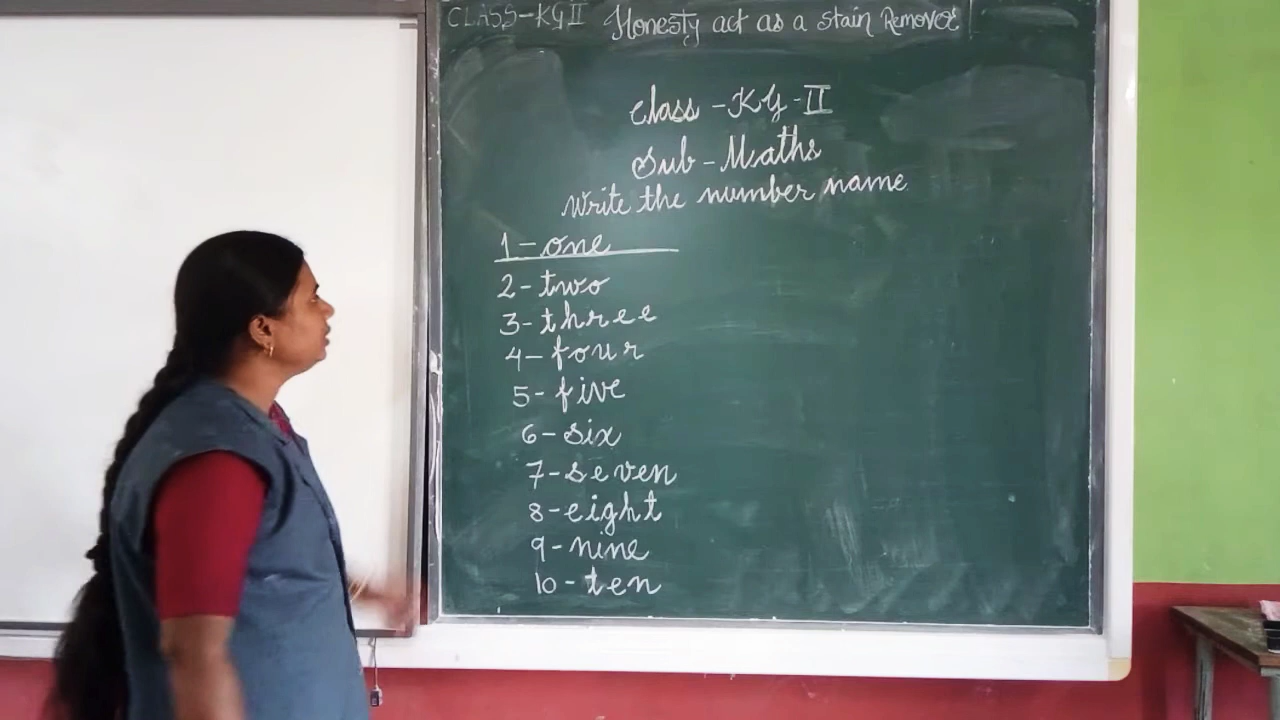 CLASS-KG II Honesty act as a stain Remover
Class - KG - II
Sub - Maths
Write the number name
1 - one
2 - two
3 - three
4 - four
5 - five
6 - six
7 - seven
8 - eight
9 - nine
10 - ten